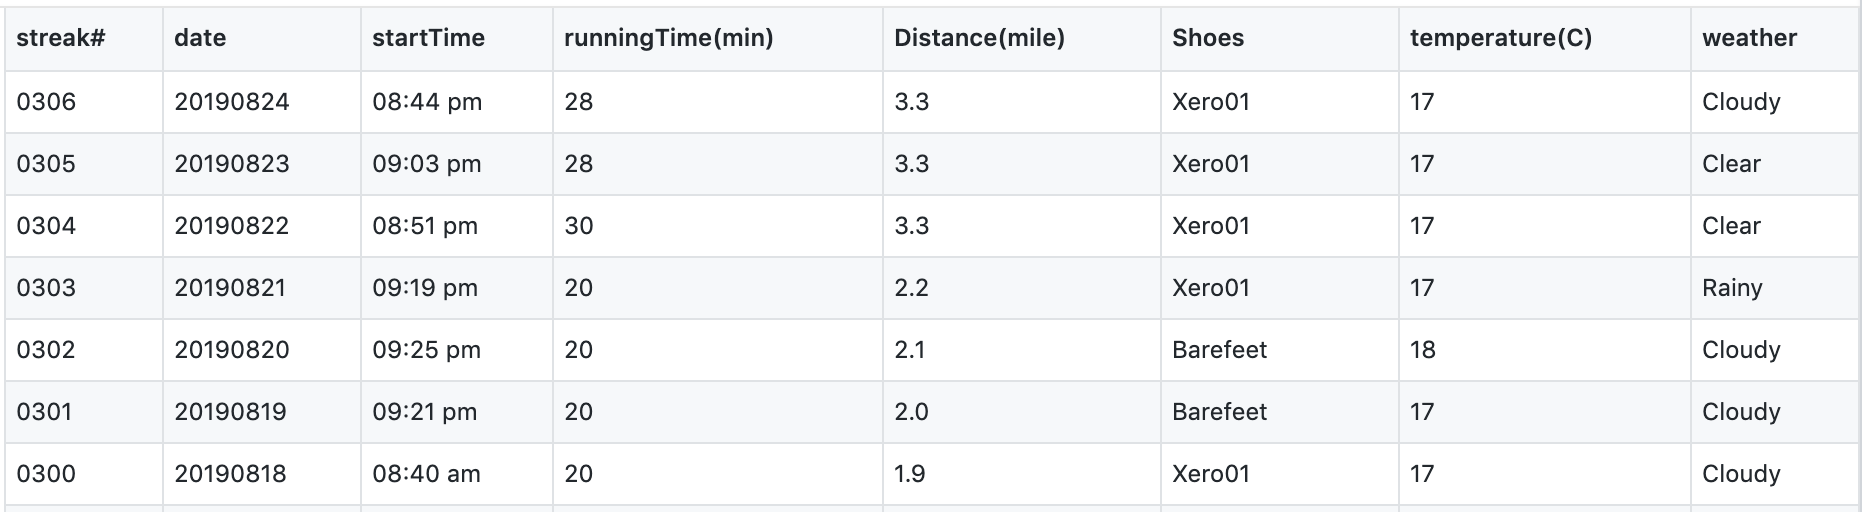 streak# date startTime runningTime(min) Distance(mile) Shoes temperature(C) weather
0306 20190824 08:44 pm 28 3.3 Xero01 17 Cloudy
0305 20190823 09:03 pm 28 3.3 Xero01 17 Clear
0304 20190822 08:51 pm 30 3.3 Xero01 17 Clear
0303 20190821 09:19 pm 20 2.2 Xero01 17 Rainy
0302 20190820 09:25 pm 20 2.1 Barefeet 18 Cloudy
0301 20190819 09:21 pm 20 2.0 Barefeet 17 Cloudy
0300 20190818 08:40 am 20 1.9 Xero01 17 Cloudy